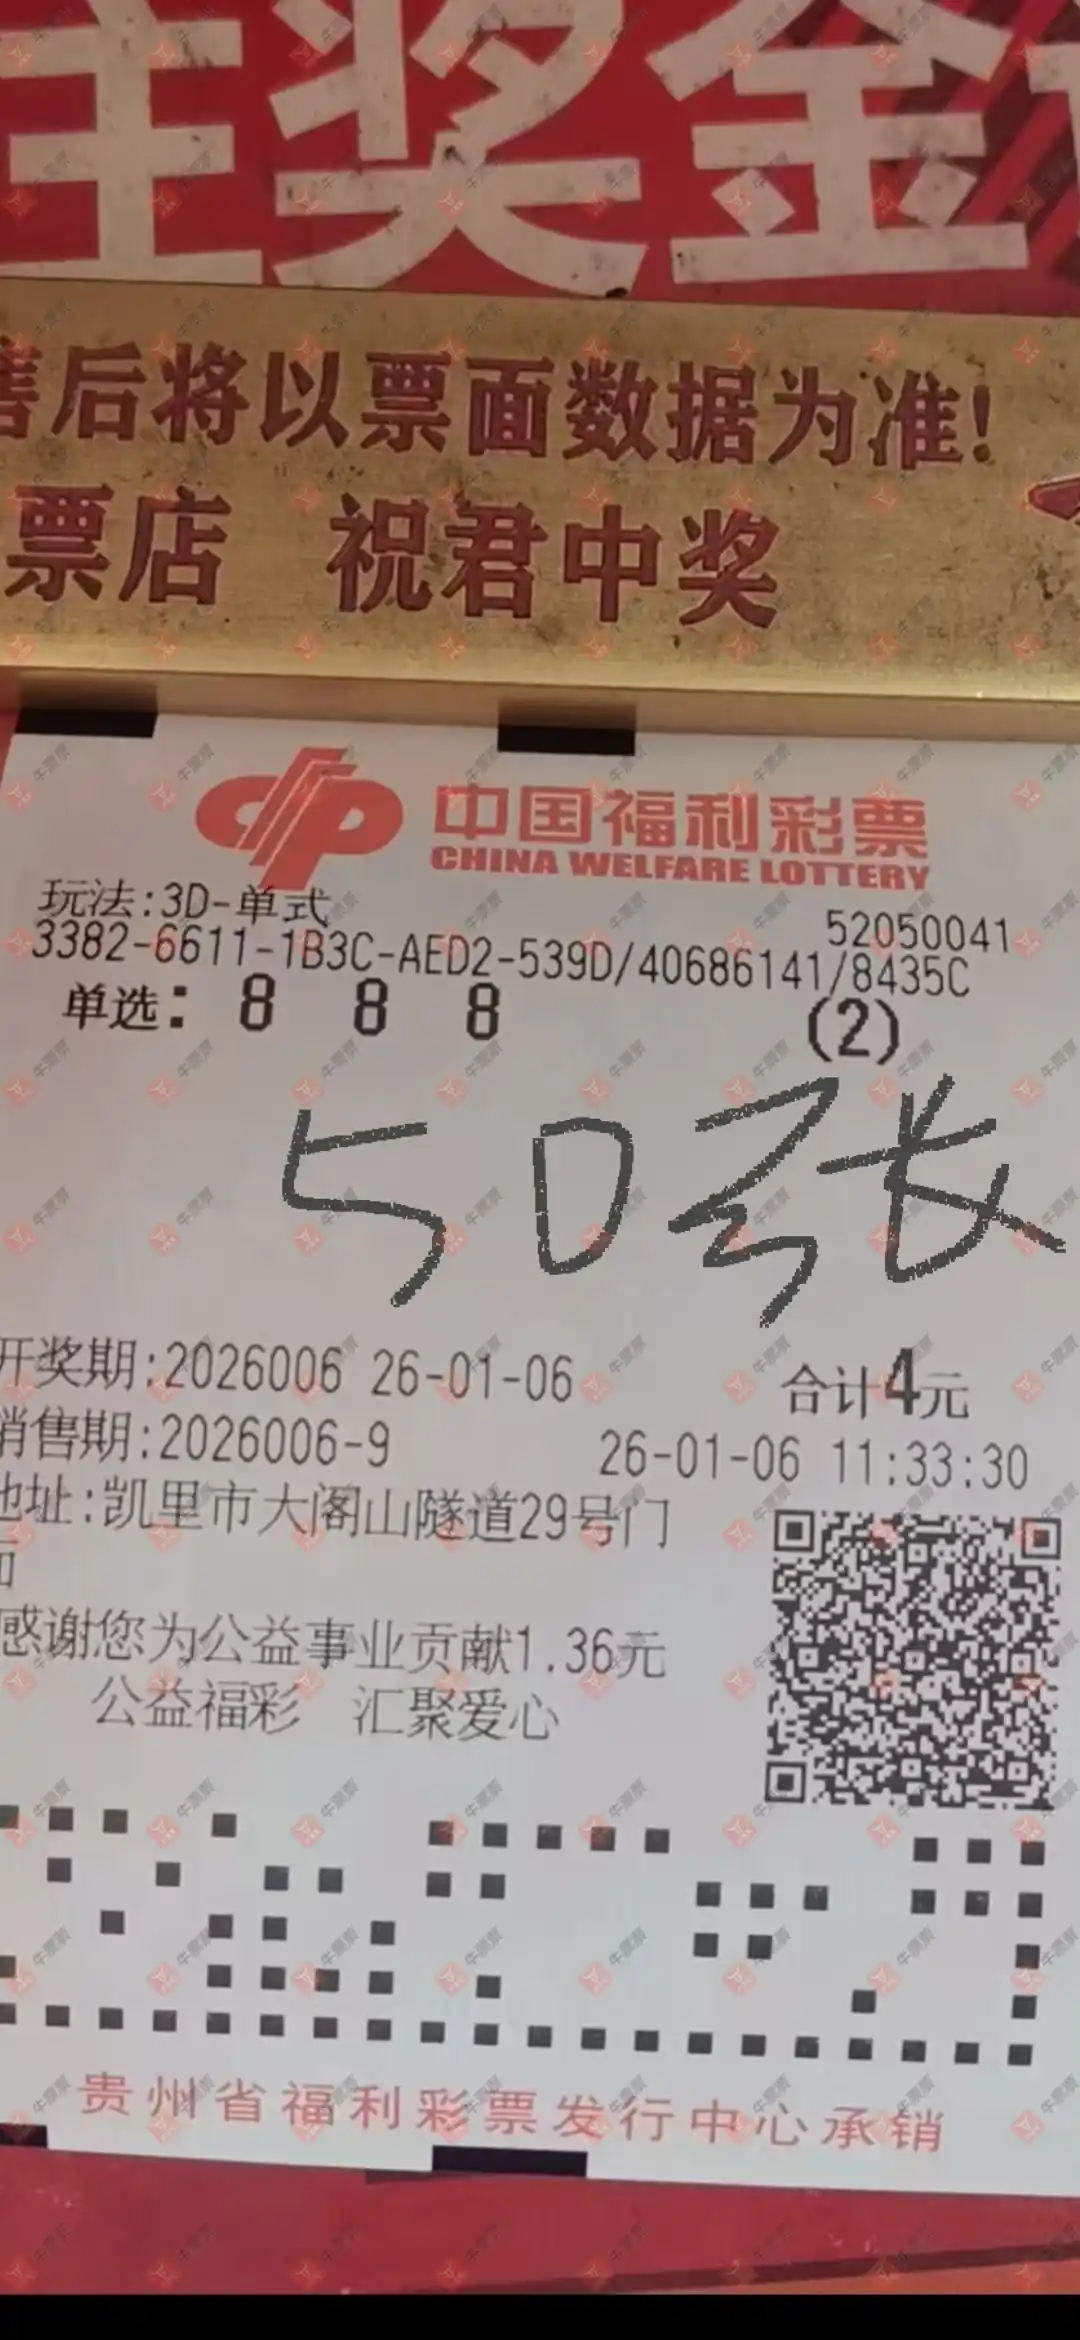 主奖金
售后将以票面数据为准!
票店 祝君中奖
中国福利彩票
CHINA WELFARE LOTTERY
玩法:3D-单式
52050041
3382-6611-1B3C-AED2-539D/40686141/8435C
单选: 8 8 8 (2)
50张
开奖期:2026006 26-01-06 合计4元
销售期:2026006-9 26-01-06 11:33:30
地址:凯里市大阁山隧道29号门
面
感谢您为公益事业贡献1.36元
公益福彩 汇聚爱心
贵州省福利彩票发行中心承销
牛票票